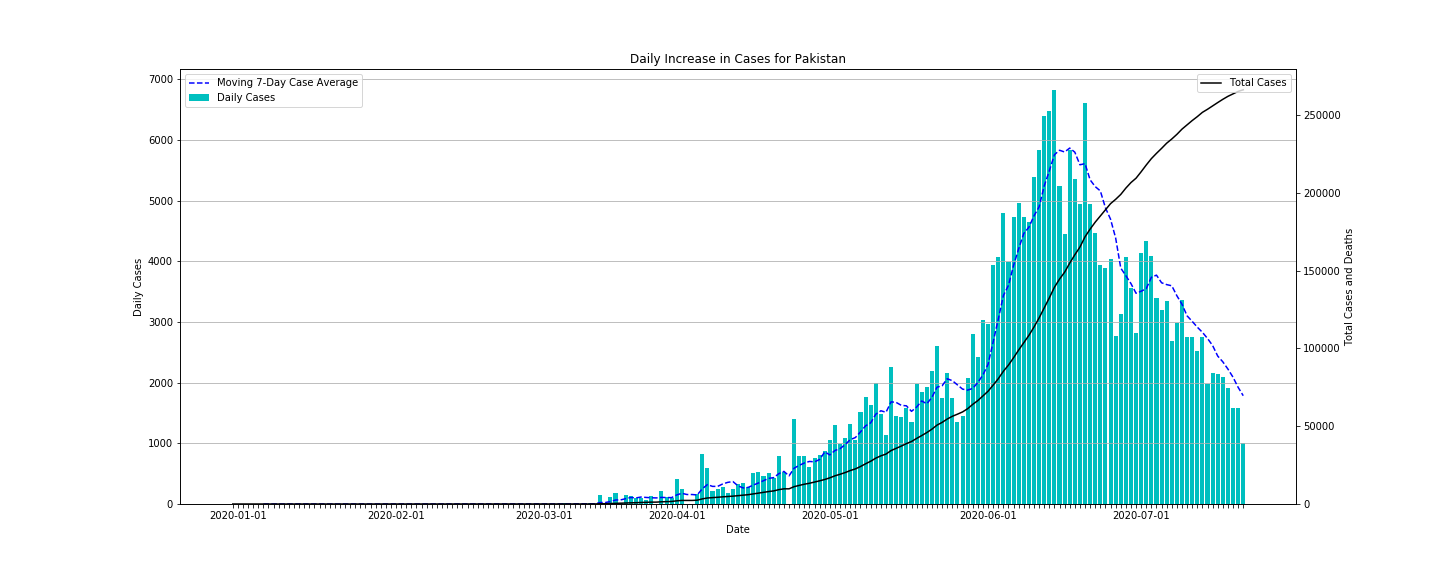 Daily Increase in Cases for Pakistan
Moving 7-Day Case Average
Daily Cases
Total Cases
7000
6000
5000
4000
3000
2000
1000
0
Daily Cases
250000
200000
150000
100000
50000
0
Total Cases and Deaths
2020-01-01 2020-02-01 2020-03-01 2020-04-01 2020-05-01 2020-06-01 2020-07-01
Date